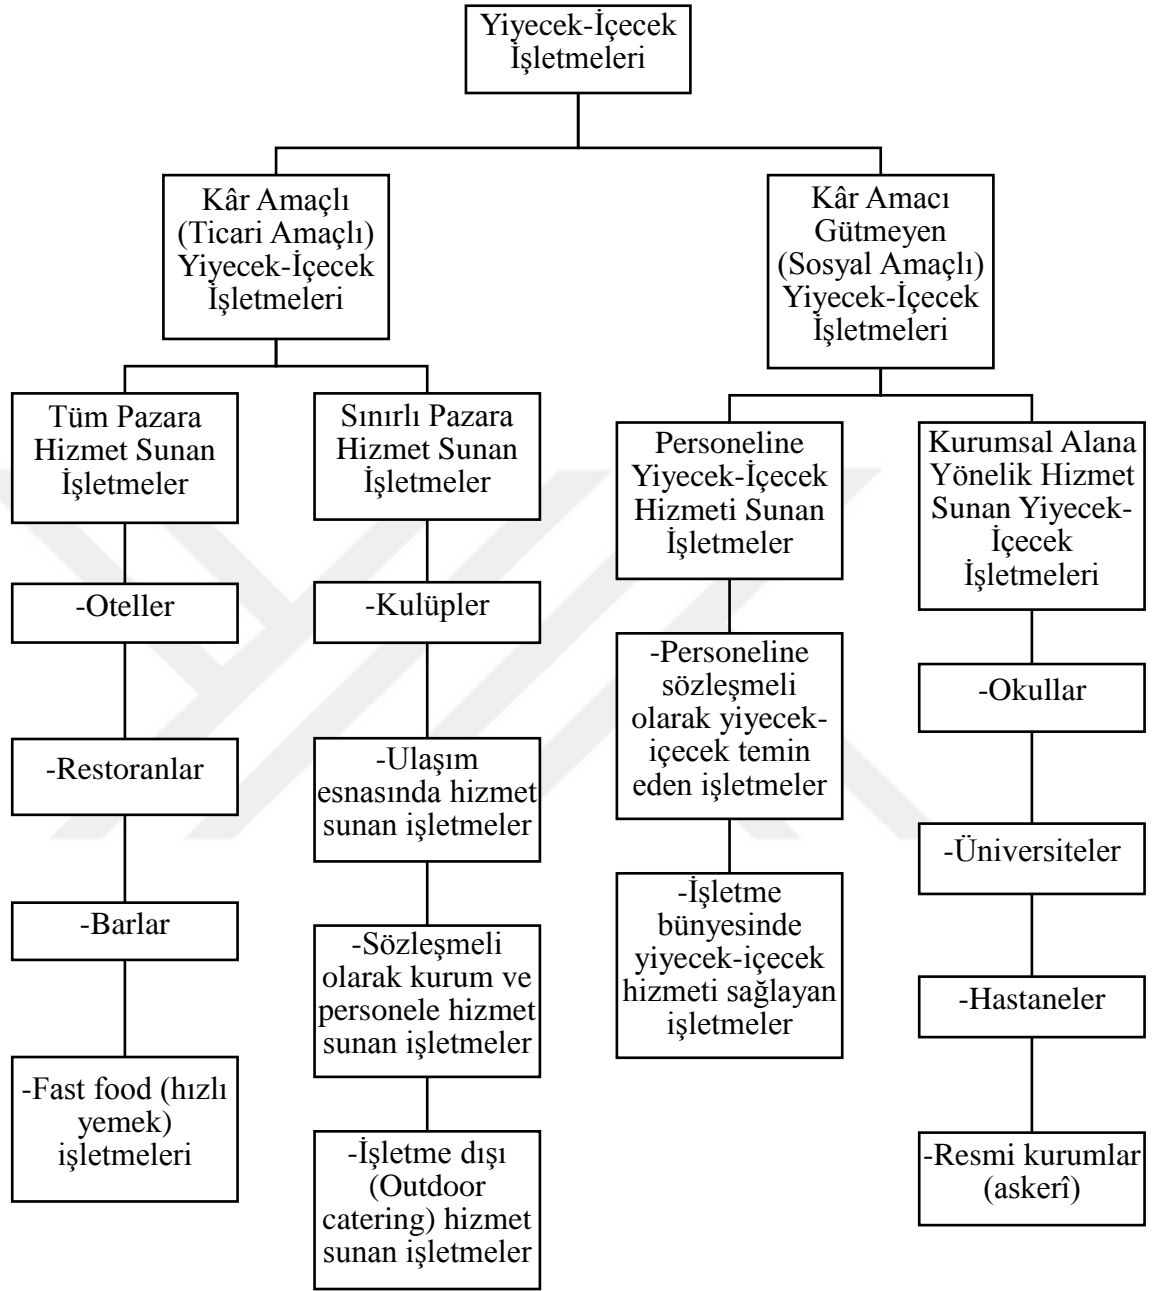 Yiyecek-İçecek
İşletmeleri
Kâr Amaçlı
(Ticari Amaçlı)
Yiyecek-İçecek
İşletmeleri
Kâr Amacı
Gütmeyen
(Sosyal Amaçlı)
Yiyecek-İçecek
İşletmeleri
Tüm Pazara
Hizmet Sunan
İşletmeler
-Oteller
-Restoranlar
-Barlar
-Fast food (hızlı
yemek)
işletmeleri
Sınırlı Pazara
Hizmet Sunan
İşletmeler
-Kulüpler
-Ulaşım
esnasında hizmet
sunan işletmeler
-Sözleşmeli
olarak kurum ve
personele hizmet
sunan işletmeler
-İşletme dışı
(Outdoor
catering) hizmet
sunan işletmeler
Personeline
Yiyecek-İçecek
Hizmeti Sunan
İşletmeler
-Personeline
sözleşmeli
olarak yiyecek-
içecek temin
eden işletmeler
-İşletme
bünyesinde
yiyecek-içecek
hizmeti sağlayan
işletmeler
Kurumsal Alana
Yönelik Hizmet
Sunan Yiyecek-
İçecek
İşletmeleri
-Okullar
-Üniversiteler
-Hastaneler
-Resmi kurumlar
(askerî)